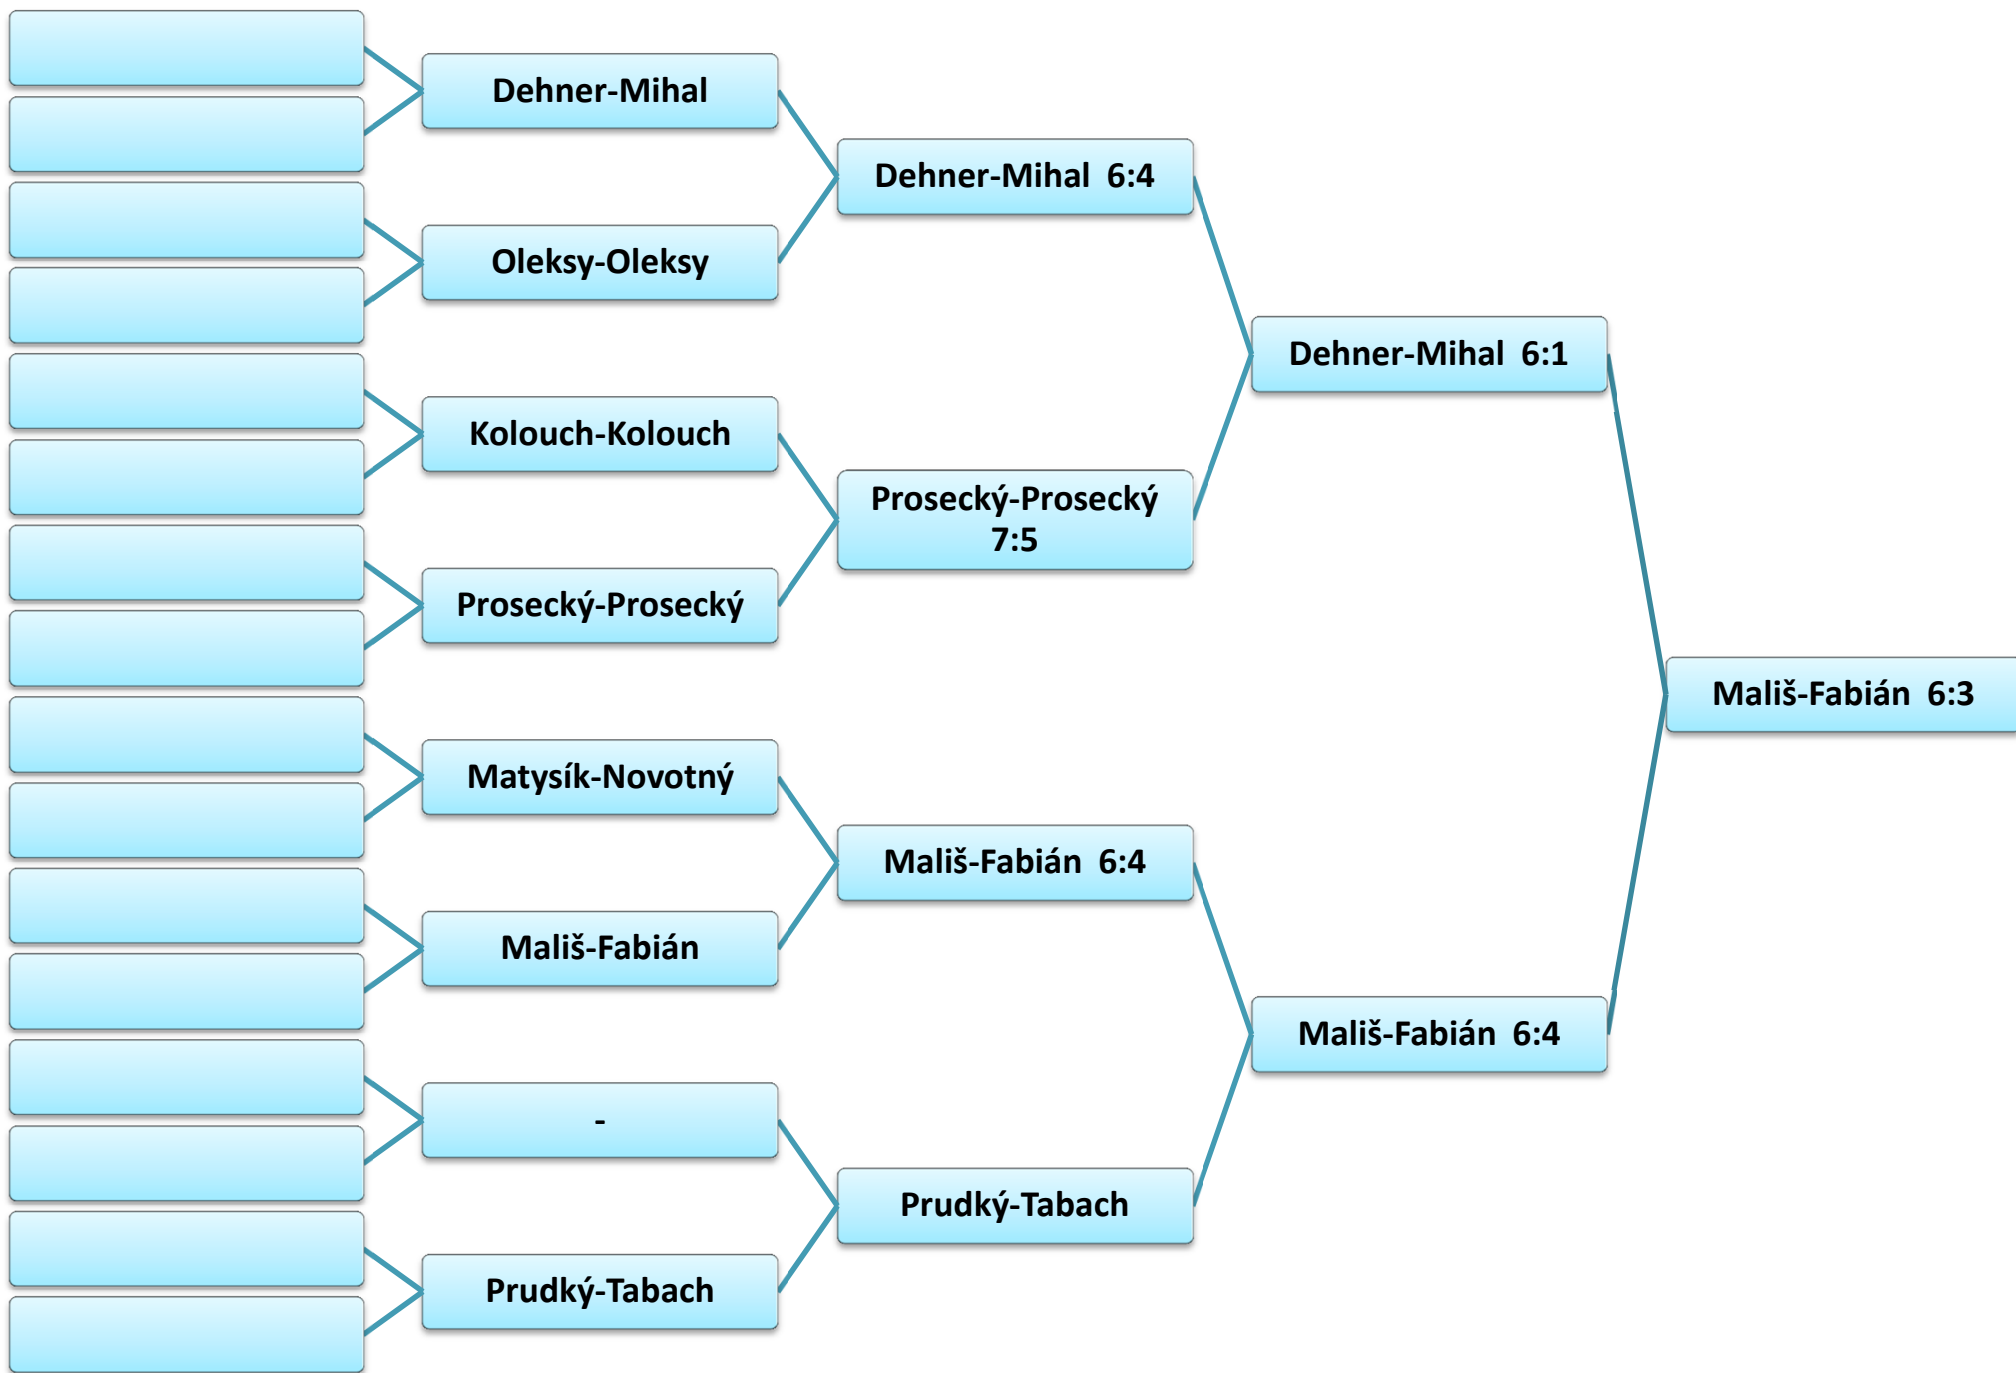 Dehner-Mihal
Oleksy-Oleksy
Kolouch-Kolouch
Prosecký-Prosecký
Matysík-Novotný
Mališ-Fabián
-
Prudký-Tabach
Dehner-Mihal 6:4
Prosecký-Prosecký
7:5
Mališ-Fabián 6:4
Prudký-Tabach
Dehner-Mihal 6:1
Mališ-Fabián 6:4
Mališ-Fabián 6:3